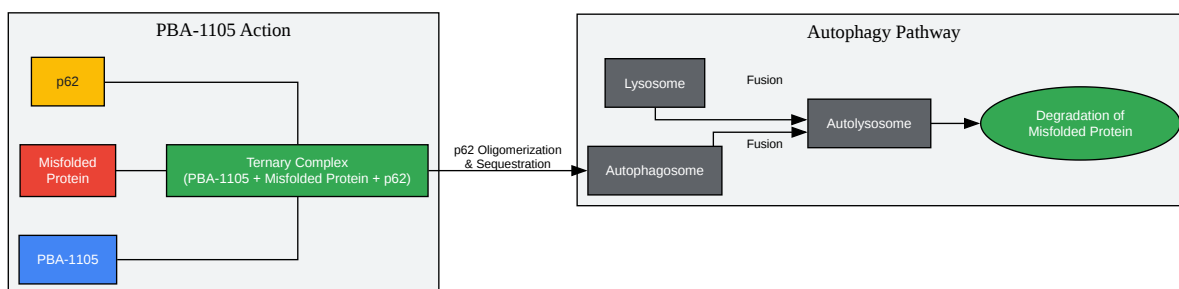 PBA-1105 Action
p62
Misfolded
Protein
Ternary Complex
(PBA-1105 + Misfolded Protein + p62)
PBA-1105
p62 Oligomerization
& Sequestration
Autophagy Pathway
Lysosome
Fusion
Autophagosome
Fusion
Autolysosome
Degradation of
Misfolded Protein